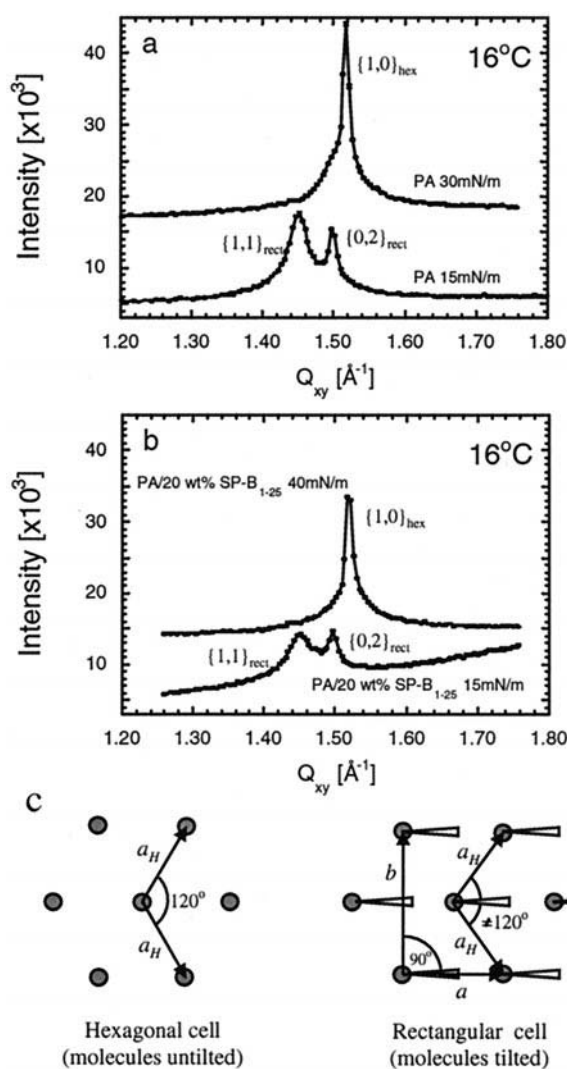 a
16°C
Intensity [x10³]
40
30
20
10
{1,0}hex
PA 30mN/m
{1,1}rect
{0,2}rect
PA 15mN/m
1.20 1.30 1.40 1.50 1.60 1.70 1.80
Qxy [Å⁻¹]
b
16°C
Intensity [x10³]
40
30
20
10
PA/20 wt% SP-B1-25 40mN/m
{1,0}hex
{1,1}rect
{0,2}rect
PA/20 wt% SP-B1-25 15mN/m
1.20 1.30 1.40 1.50 1.60 1.70 1.80
Qxy [Å⁻¹]
c
aH
120°
aH
b
aH
≠120°
90°
aH
a
Hexagonal cell
(molecules untilted)
Rectangular cell
(molecules tilted)